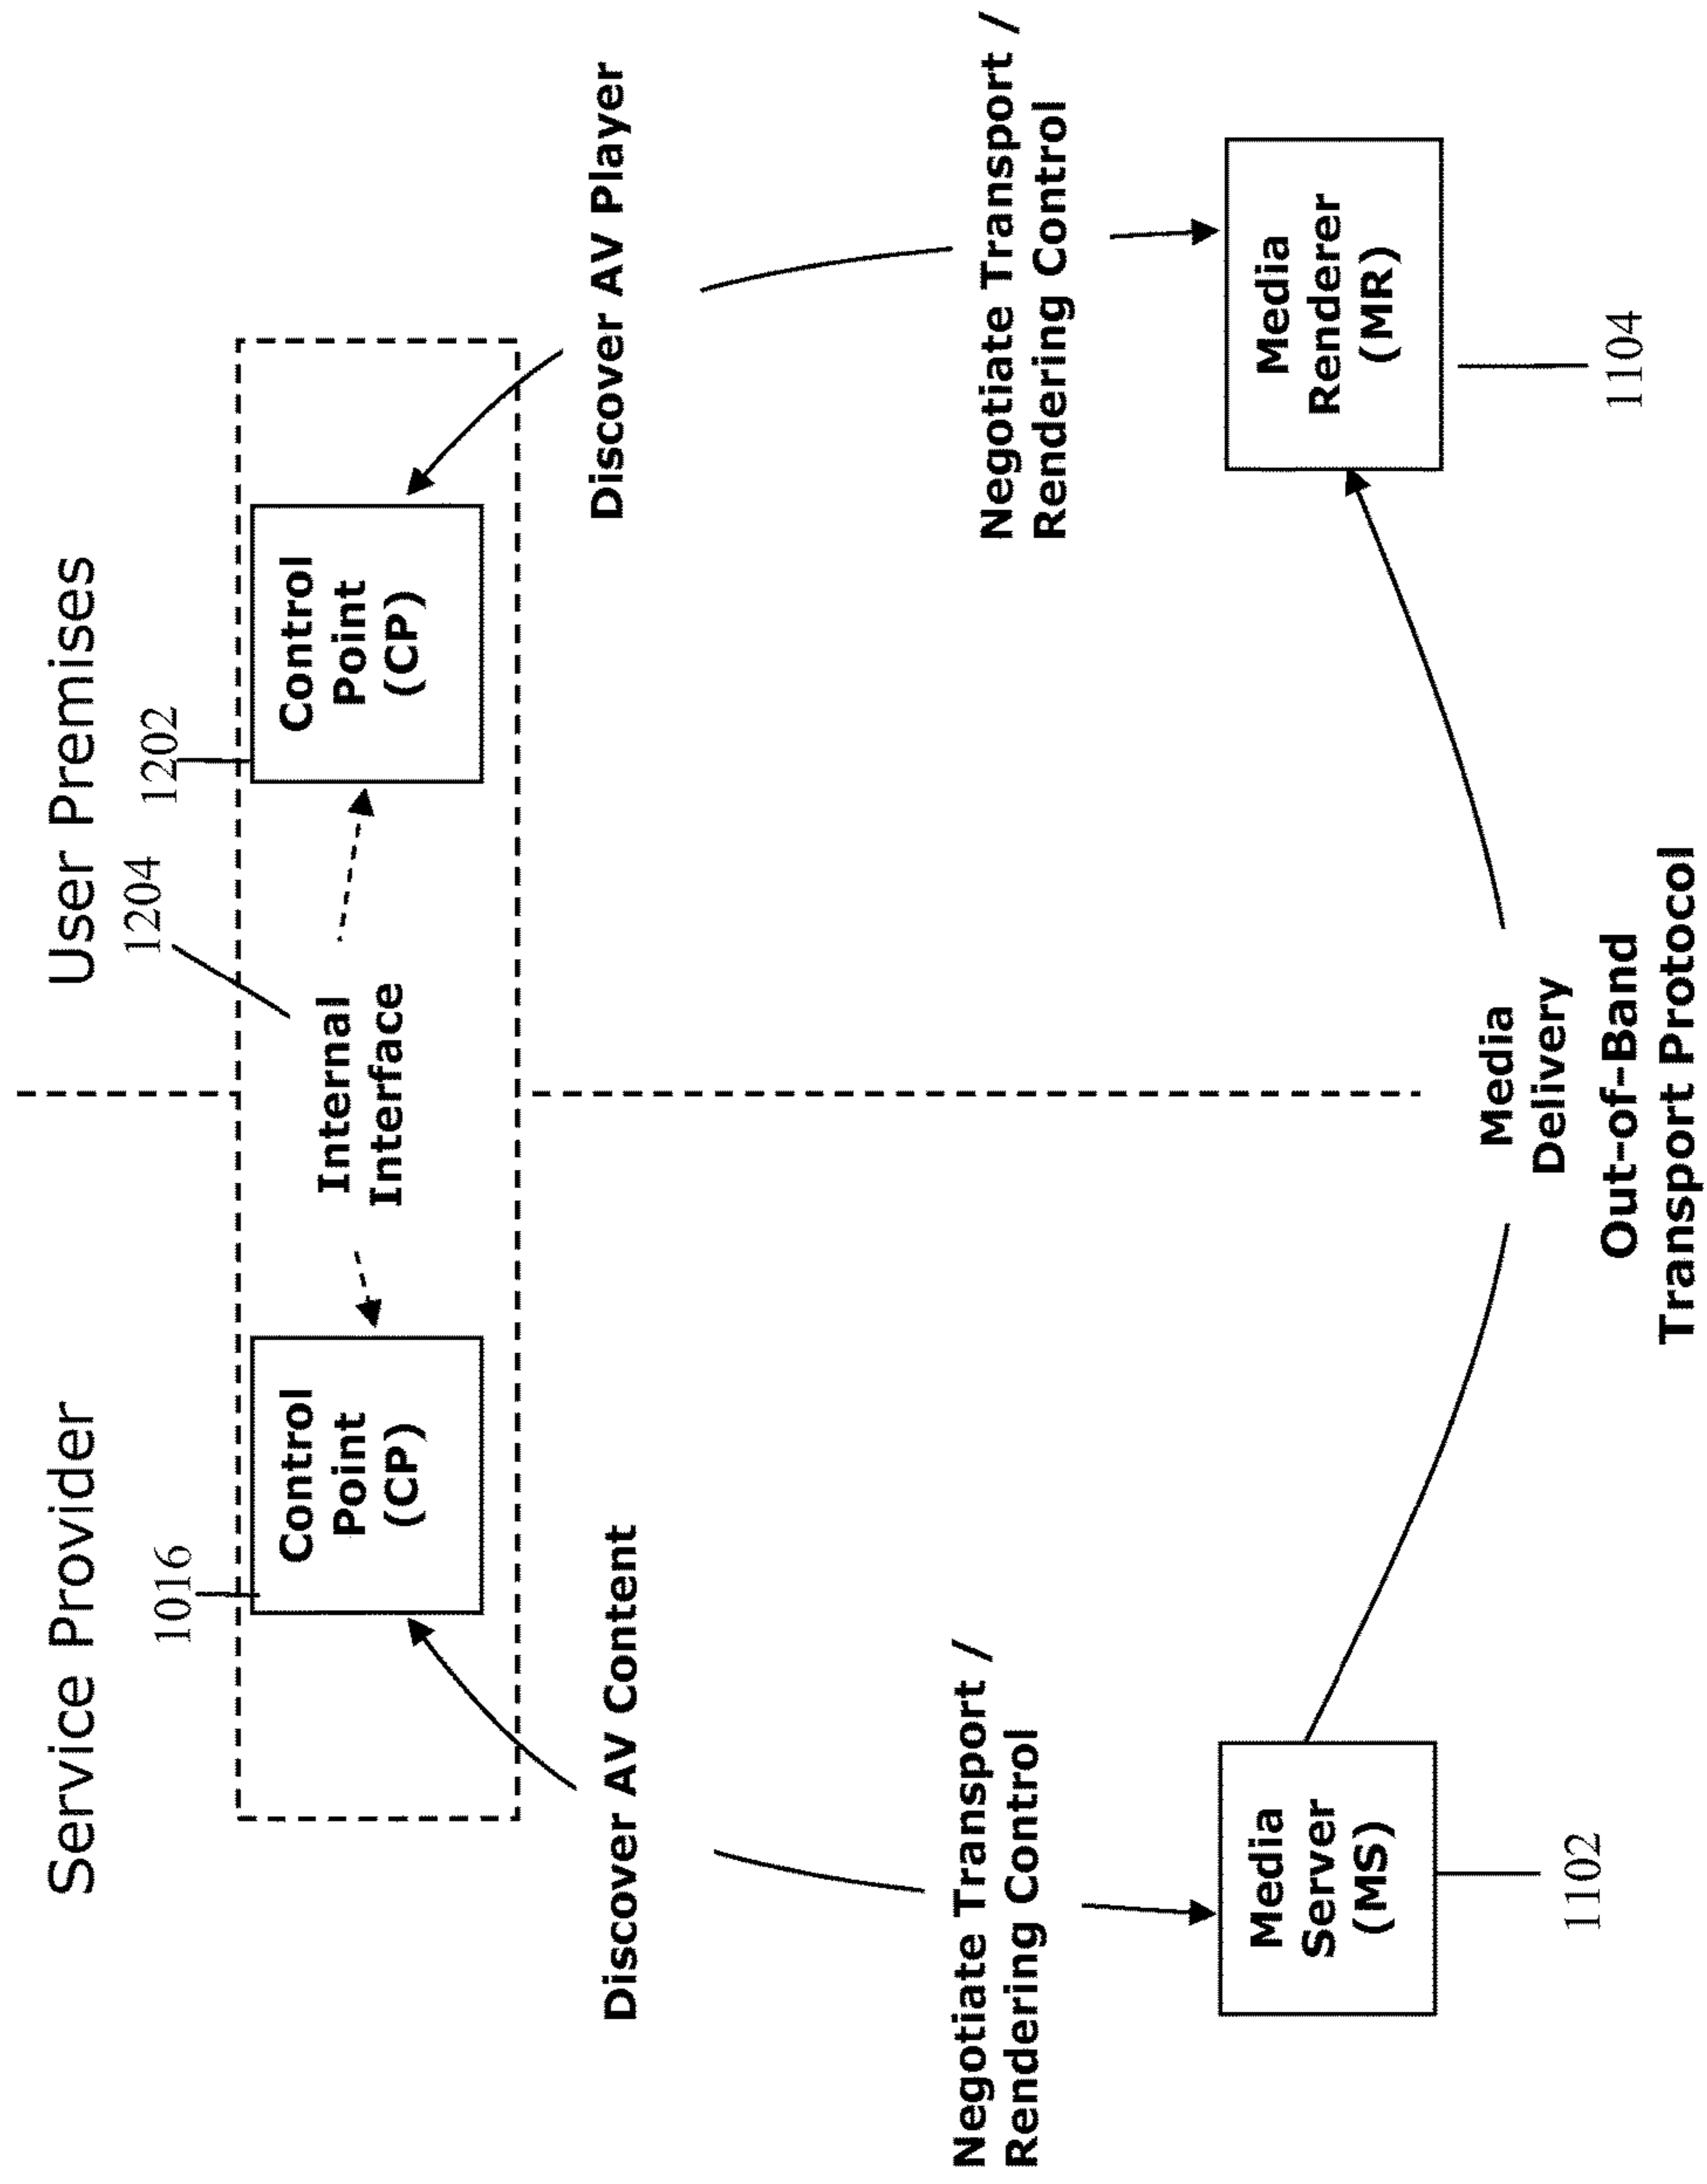 Service Provider
User Premises
1016
1204
1202
Control
Point
(CP)
Internal
Interface
Control
Point
(CP)
Discover AV Content
Discover AV Player
Negotiate Transport /
Rendering Control
Negotiate Transport /
Rendering Control
Media
Server
(MS)
1102
Media
Renderer
(MR)
1104
Media
Delivery
Out-of-Band
Transport Protocol